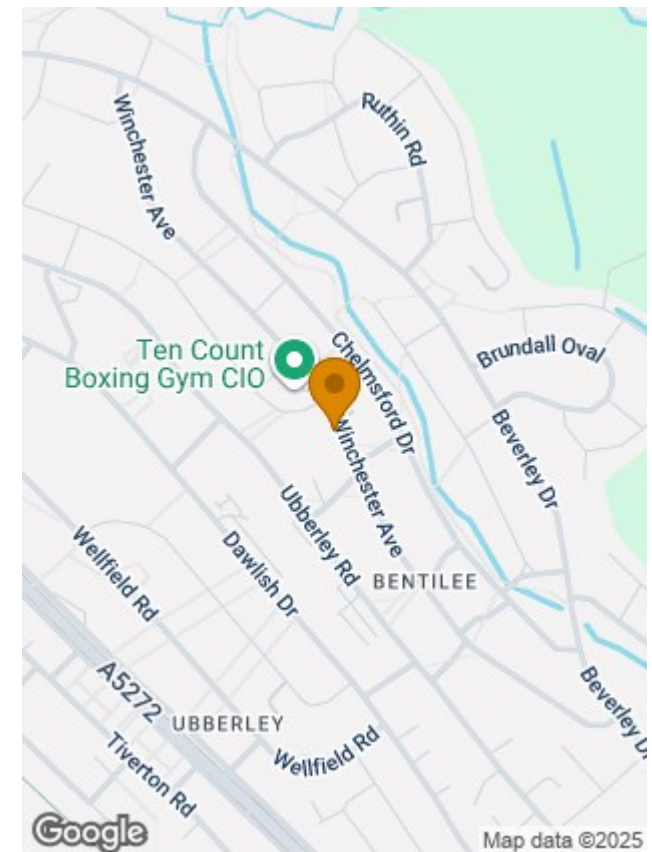 Winchester Ave
Ruthin Rd
Ten Count
Boxing Gym CIO
Chelmsford Dr
Brundall Oval
Winchester Ave
Beverley Dr
Ubberley Rd
Wellfield Rd
Dawlish Dr
BENTILEE
A5272
UBBERLEY
Wellfield Rd
Beverley Dr
Tiverton Rd
Google
Map data ©2025